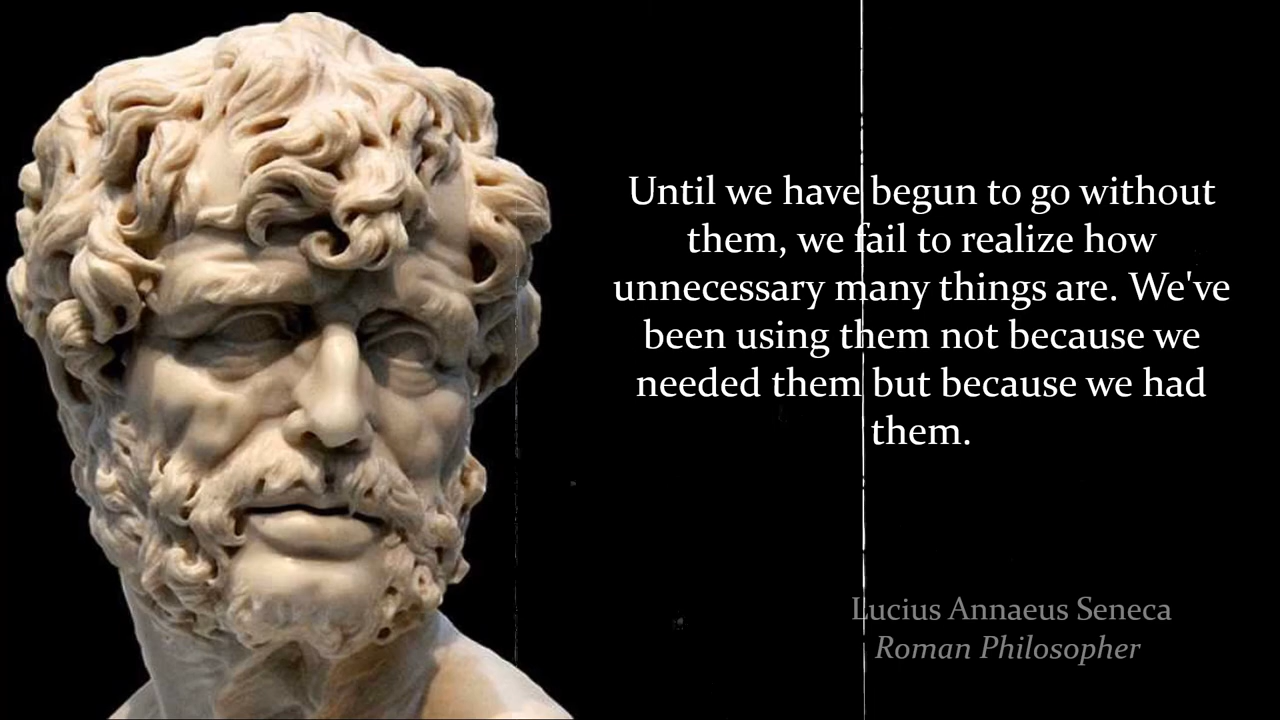 Until we have begun to go without
them, we fail to realize how
unnecessary many things are. We've
been using them not because we
needed them but because we had
them.
Lucius Annaeus Seneca
Roman Philosopher